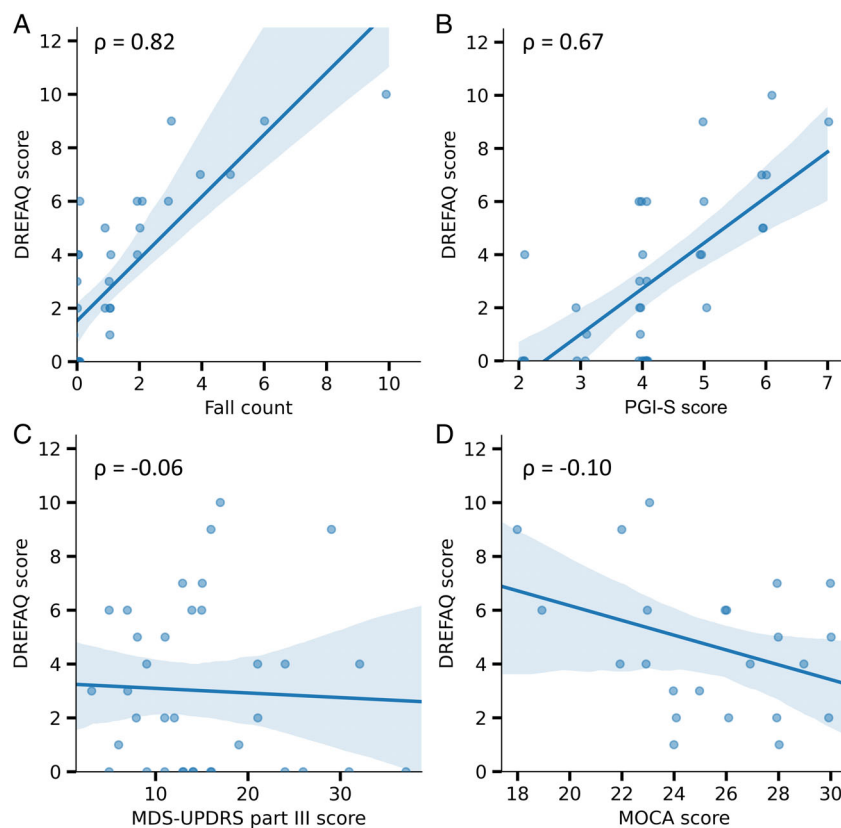 A
ρ = 0.82
DREFAQ score
12
10
8
6
4
2
0
0 2 4 6 8 10
Fall count
B
ρ = 0.67
DREFAQ score
12
10
8
6
4
2
0
2 3 4 5 6 7
PGI-S score
C
ρ = -0.06
DREFAQ score
12
10
8
6
4
2
0
10 20 30
MDS-UPDRS part III score
D
ρ = -0.10
DREFAQ score
12
10
8
6
4
2
0
18 20 22 24 26 28 30
MOCA score